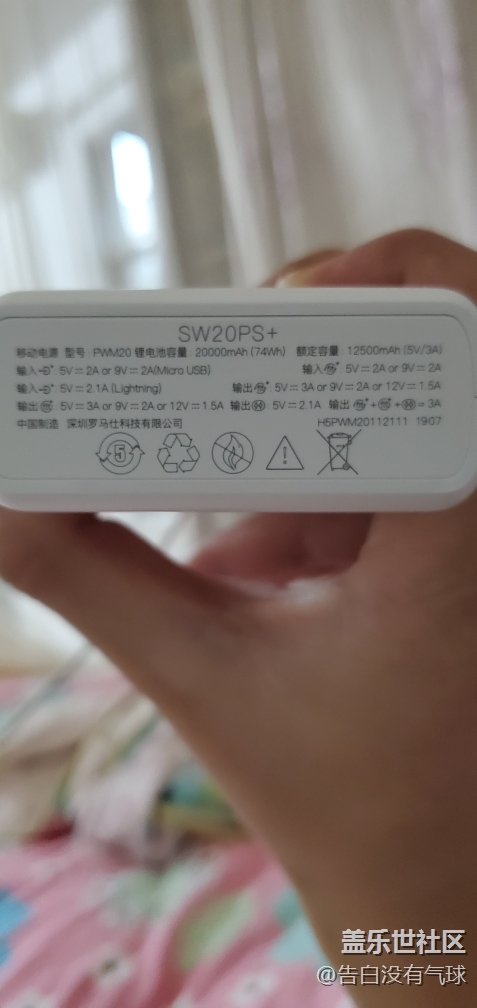 SW20PS+
移动电源 型号: PWM20 锂电池容量: 20000mAh (74Wh) 额定容量: 12500mAh (5V/3A)
输入: 5V⎓2A or 9V⎓2A(Micro USB) 输入: 5V⎓2A or 9V⎓2A
输入: 5V⎓2.1A (Lightning) 输出: 5V⎓3A or 9V⎓2A or 12V⎓1.5A
输出: 5V⎓3A or 9V⎓2A or 12V⎓1.5A 输出: 5V⎓2.1A 输出: + + =3A
中国制造 深圳罗马仕科技有限公司 H5PWM20112111 1907
5
盖乐世社区
@告白没有气球